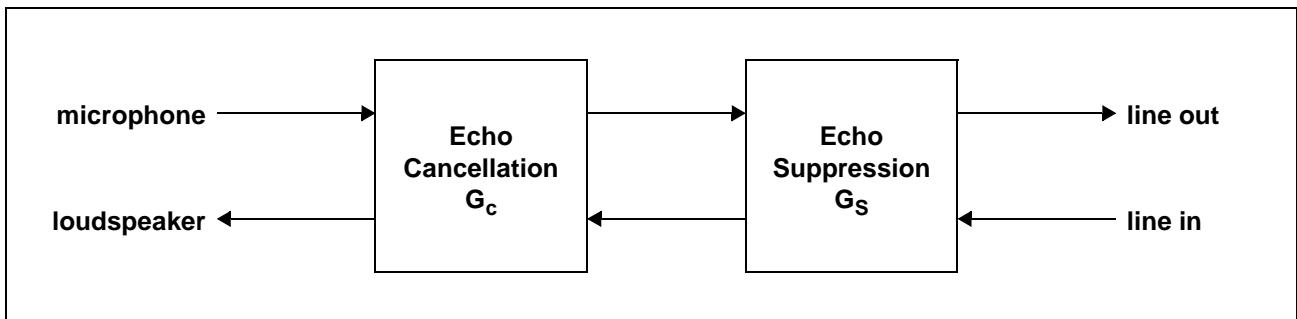 microphone
loudspeaker
Echo
Cancellation
Gc
Echo
Suppression
GS
line out
line in